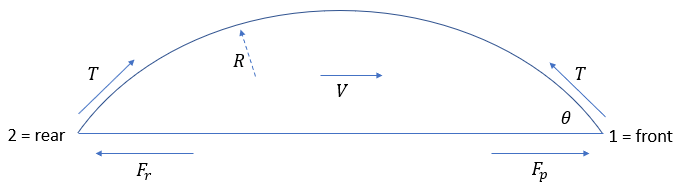 T
R
V
T
θ
2 = rear
1 = front
F_r
F_p